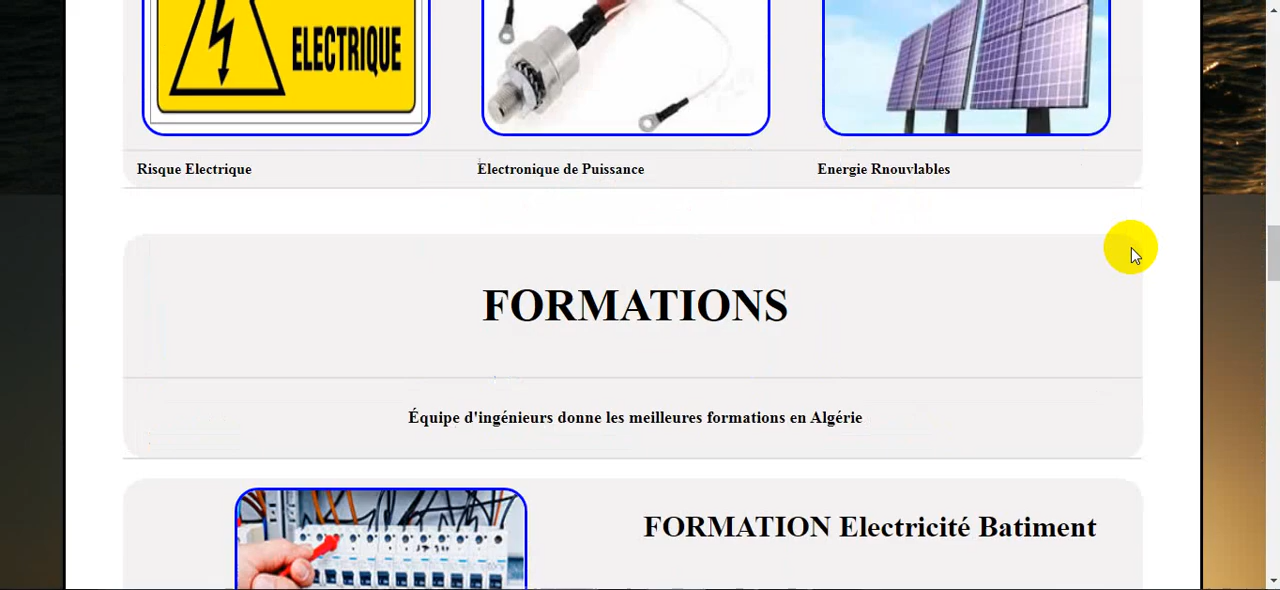 ELECTRIQUE
Risque Electrique
Electronique de Puissance
Energie Rnouvlables
FORMATIONS
Équipe d'ingénieurs donne les meilleures formations en Algérie
FORMATION Electricité Batiment